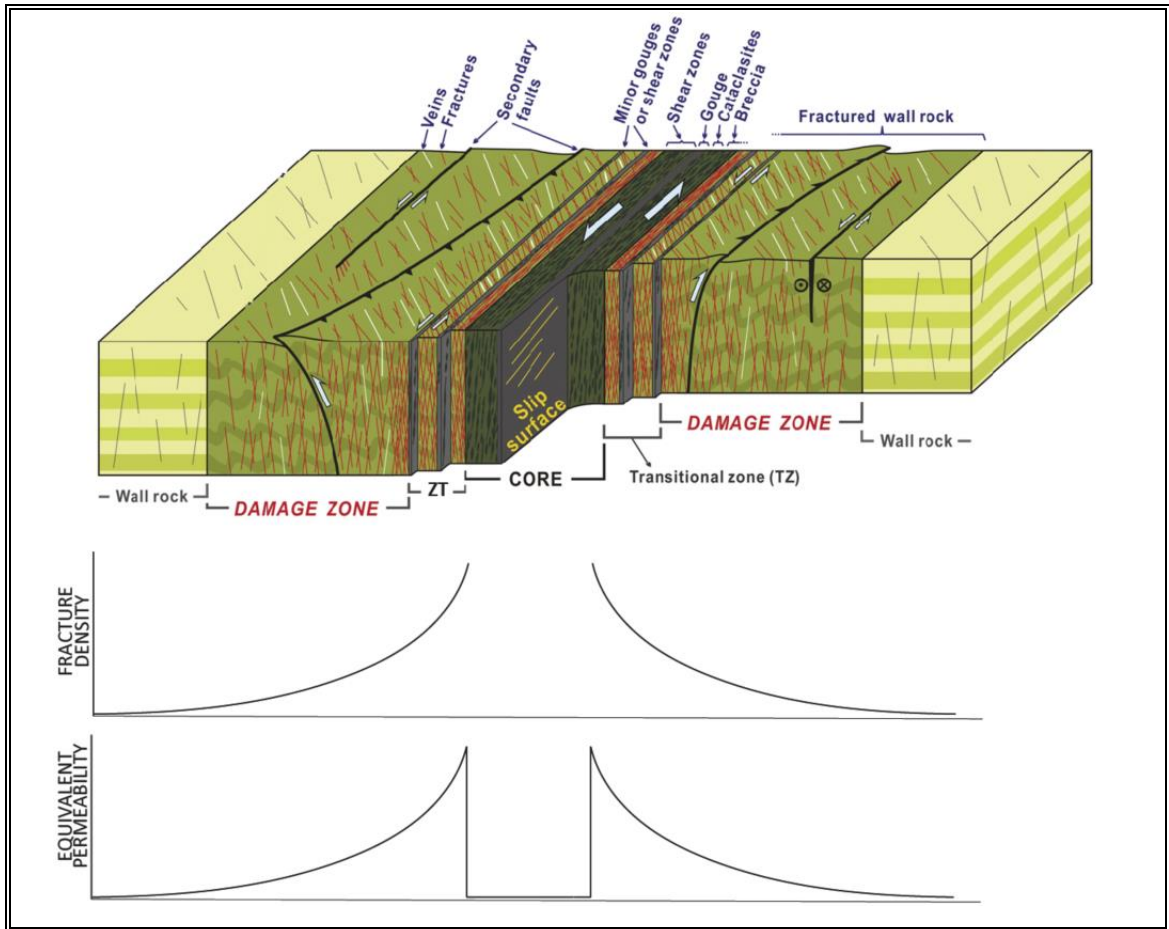 Veins
Fractures
Secondary
faults
Minor gouges
or shear zones
Shear zones
Gouge
Cataclasites
Breccia
Fractured wall rock
Slip
surface
Wall rock
DAMAGE ZONE
ZT
CORE
Transitional zone (TZ)
DAMAGE ZONE
Wall rock
FRACTURE
DENSITY
EQUIVALENT
PERMEABILITY